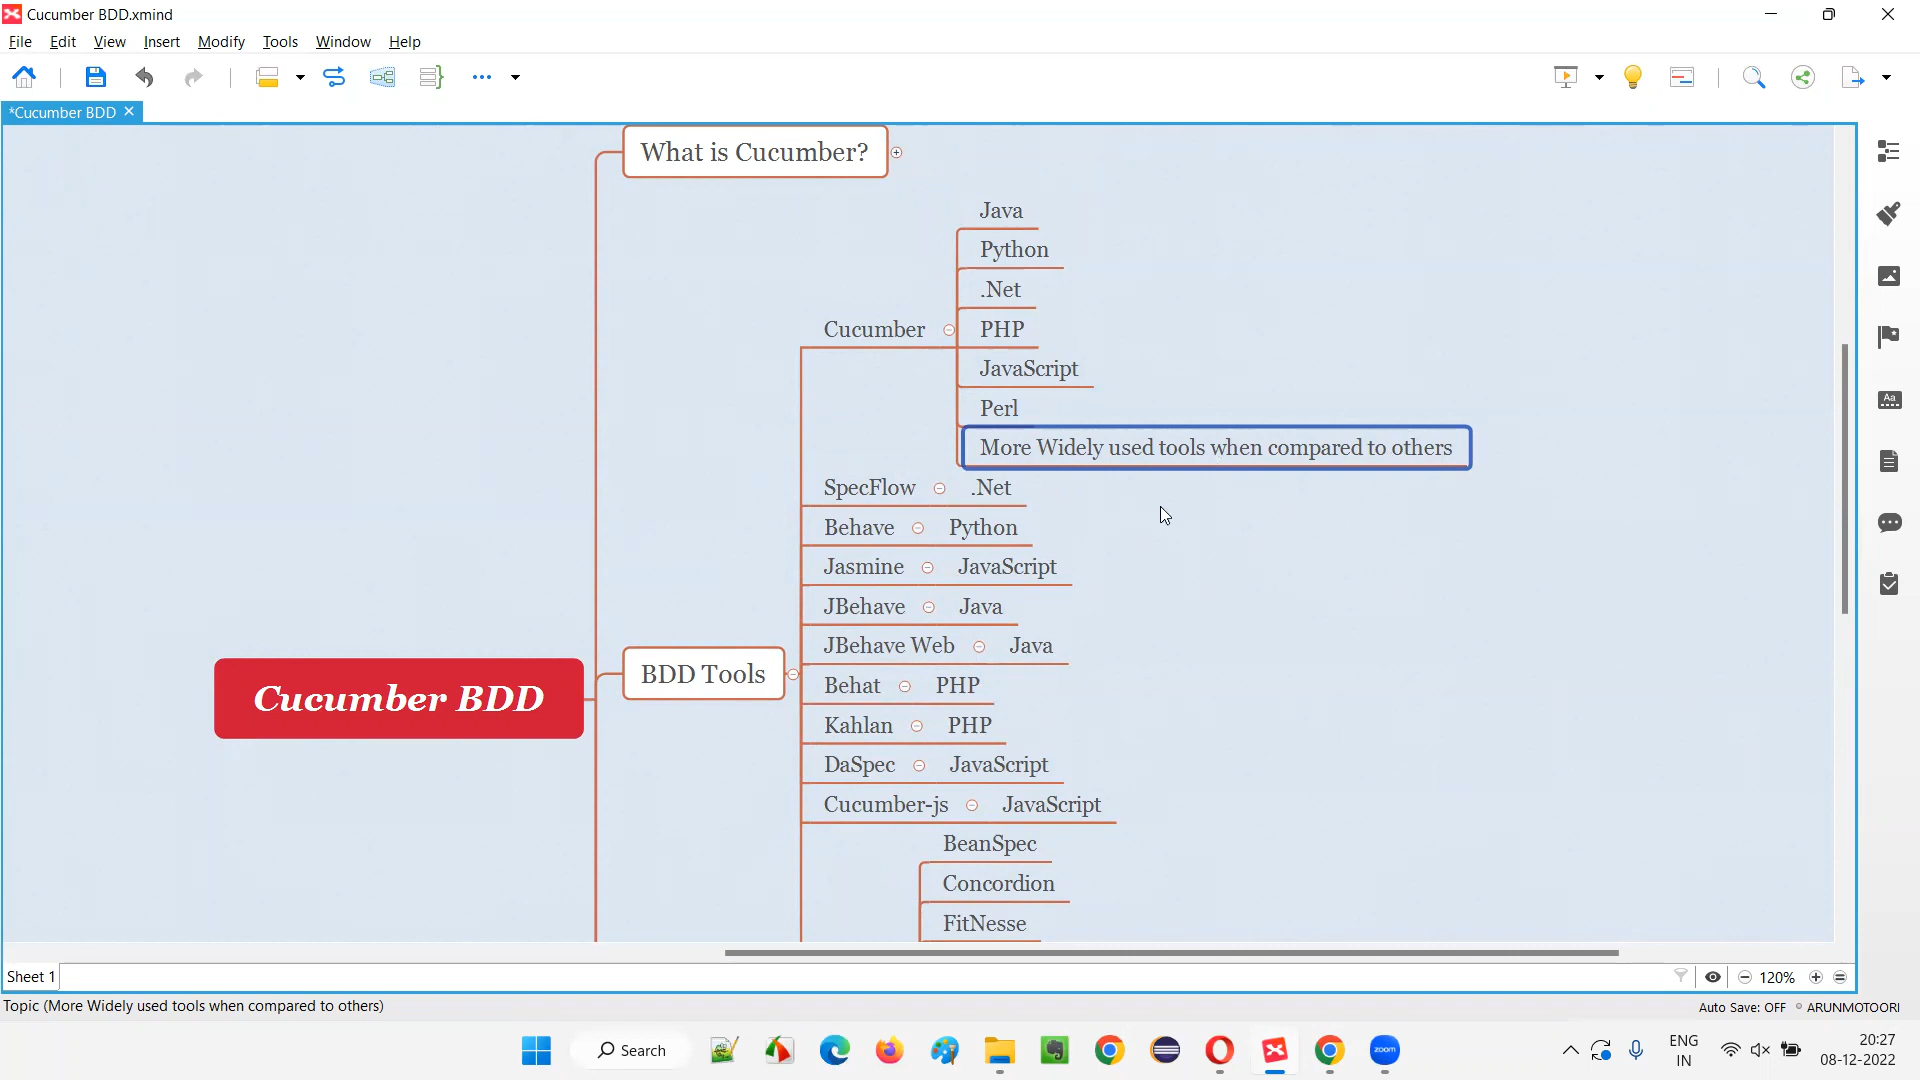 Cucumber BDD.xmind
File Edit View Insert Modify Tools Window Help
*Cucumber BDD
What is Cucumber?
Java
Python
.Net
Cucumber PHP
JavaScript
Perl
More Widely used tools when compared to others
SpecFlow .Net
Behave Python
Jasmine JavaScript
JBehave Java
JBehave Web Java
BDD Tools
Cucumber BDD
Behat PHP
Kahlan PHP
DaSpec JavaScript
Cucumber-js JavaScript
BeanSpec
Concordion
FitNesse
Sheet 1 120%
Topic (More Widely used tools when compared to others) Auto Save: OFF ARUNMOTOORI
Search zoom ENG 20:27
IN 08-12-2022